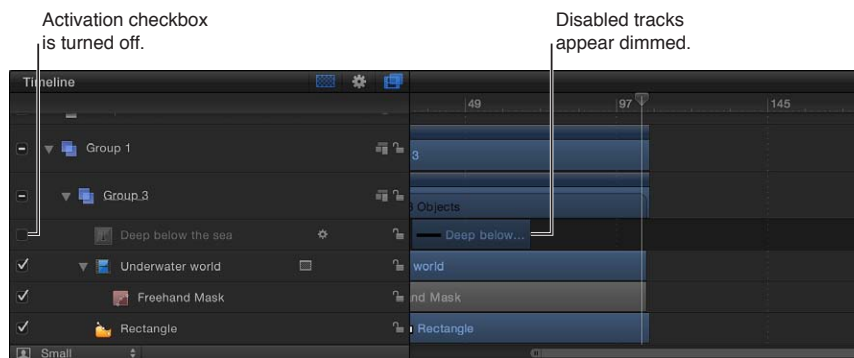 Activation checkbox
is turned off.
Disabled tracks
appear dimmed.
Timeline
49 97 145
Group 1
3
Group 3
3 Objects
Deep below the sea
Deep below...
Underwater world
world
Freehand Mask
nd Mask
Rectangle
Rectangle
Small